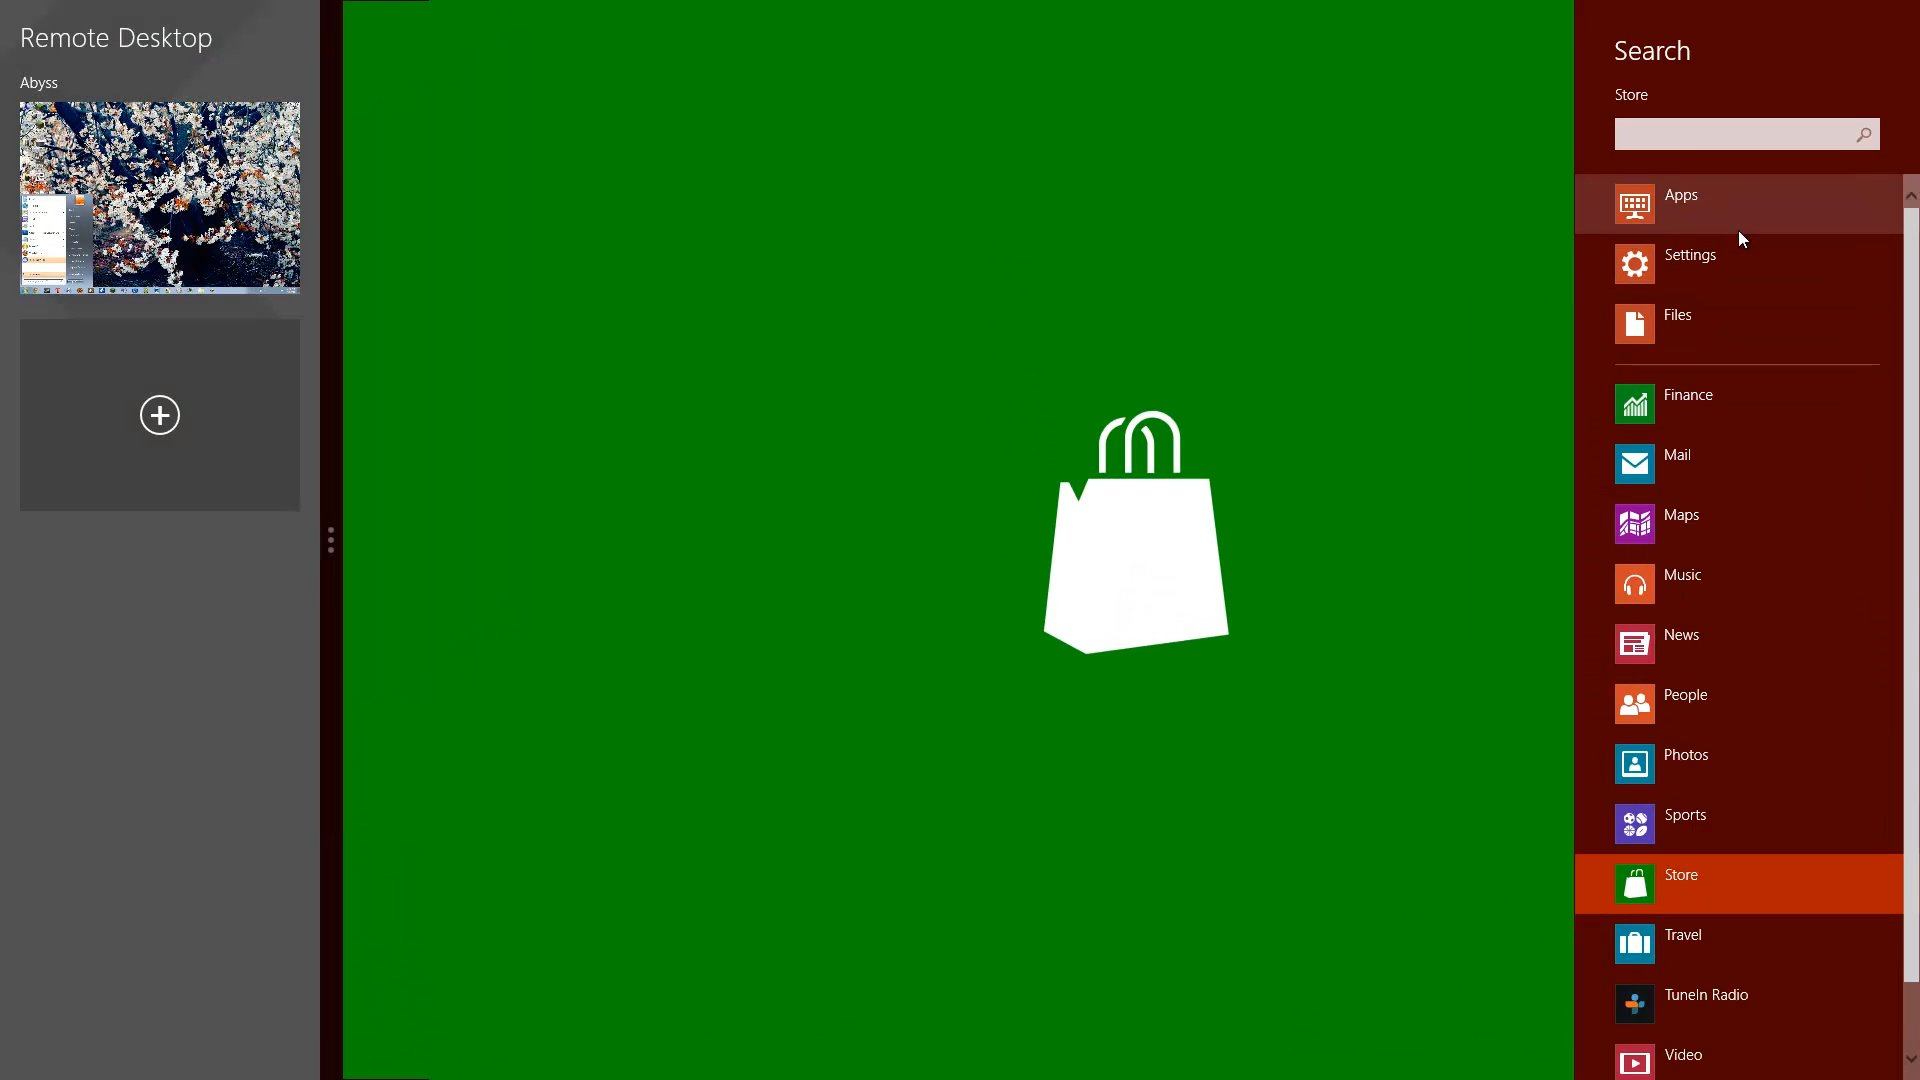 Remote Desktop
Abyss
Search
Store
Apps
Settings
Files
Finance
Mail
Maps
Music
News
People
Photos
Sports
Store
Travel
TuneIn Radio
Video